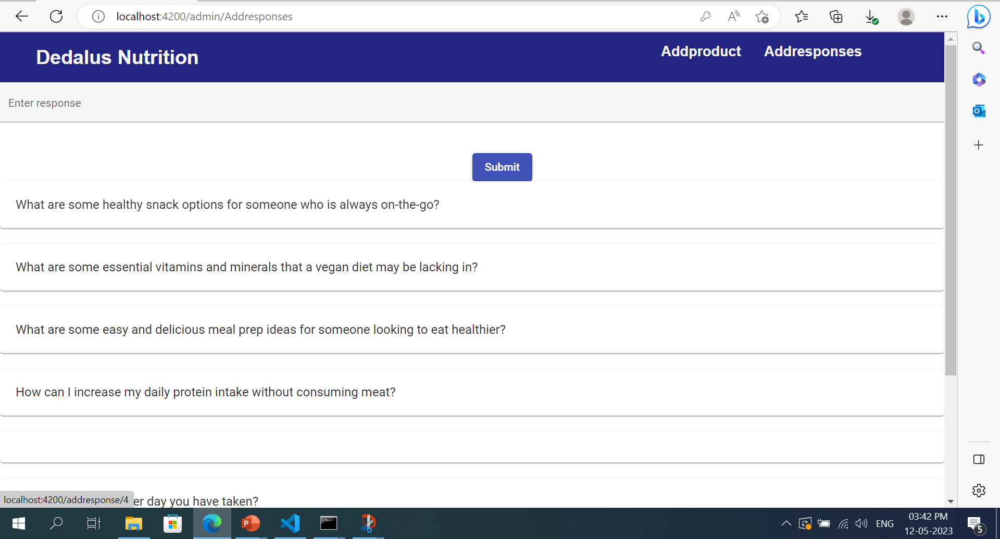 localhost:4200/admin/Addresponses
Dedalus Nutrition
Addproduct Addresponses
Enter response
Submit
What are some healthy snack options for someone who is always on-the-go?
What are some essential vitamins and minerals that a vegan diet may be lacking in?
What are some easy and delicious meal prep ideas for someone looking to eat healthier?
How can I increase my daily protein intake without consuming meat?
localhost:4200/addresponse/4
er day you have taken?
ENG
03:42 PM
12-05-2023
5